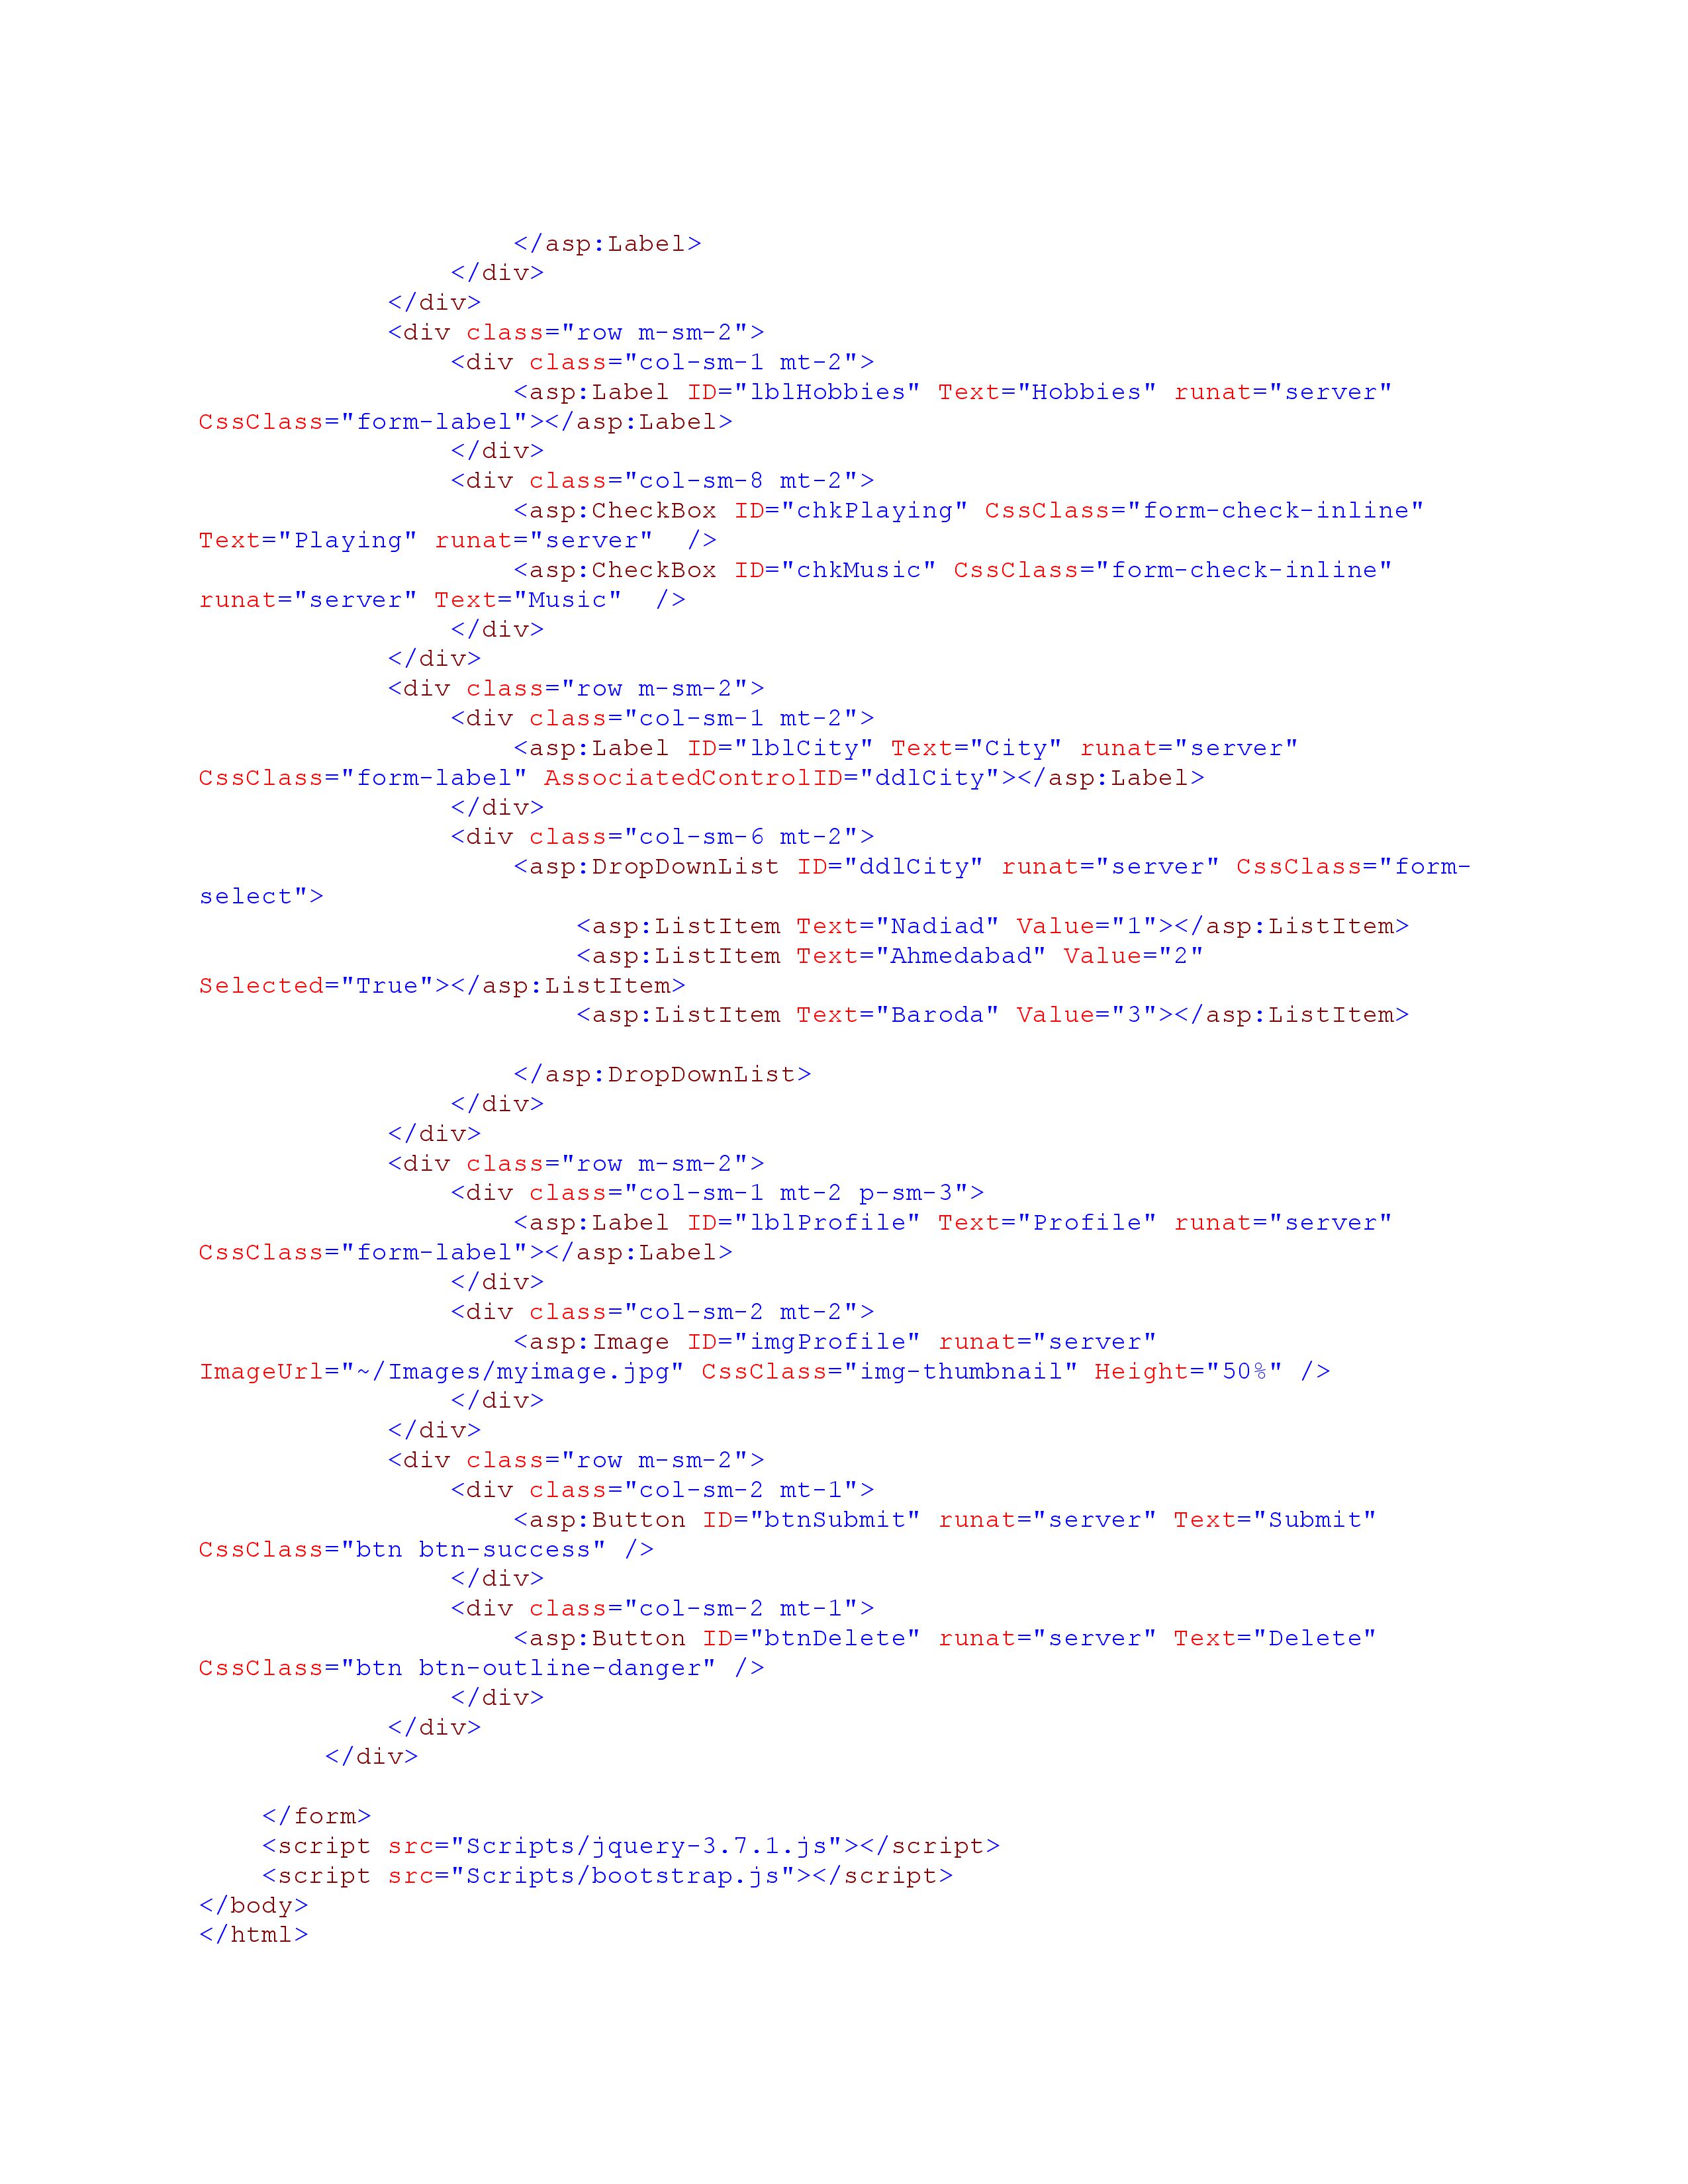 </asp:Label>
</div>
</div>
<div class="row m-sm-2">
<div class="col-sm-1 mt-2">
<asp:Label ID="lblHobbies" Text="Hobbies" runat="server"
CssClass="form-label"></asp:Label>
</div>
<div class="col-sm-8 mt-2">
<asp:CheckBox ID="chkPlaying" CssClass="form-check-inline"
Text="Playing" runat="server"  />
<asp:CheckBox ID="chkMusic" CssClass="form-check-inline"
runat="server" Text="Music"  />
</div>
</div>
<div class="row m-sm-2">
<div class="col-sm-1 mt-2">
<asp:Label ID="lblCity" Text="City" runat="server"
CssClass="form-label" AssociatedControlID="ddlCity"></asp:Label>
</div>
<div class="col-sm-6 mt-2">
<asp:DropDownList ID="ddlCity" runat="server" CssClass="form-
select">
<asp:ListItem Text="Nadiad" Value="1"></asp:ListItem>
<asp:ListItem Text="Ahmedabad" Value="2"
Selected="True"></asp:ListItem>
<asp:ListItem Text="Baroda" Value="3"></asp:ListItem>
</asp:DropDownList>
</div>
</div>
<div class="row m-sm-2">
<div class="col-sm-1 mt-2 p-sm-3">
<asp:Label ID="lblProfile" Text="Profile" runat="server"
CssClass="form-label"></asp:Label>
</div>
<div class="col-sm-2 mt-2">
<asp:Image ID="imgProfile" runat="server"
ImageUrl="~/Images/myimage.jpg" CssClass="img-thumbnail" Height="50%" />
</div>
</div>
<div class="row m-sm-2">
<div class="col-sm-2 mt-1">
<asp:Button ID="btnSubmit" runat="server" Text="Submit"
CssClass="btn btn-success" />
</div>
<div class="col-sm-2 mt-1">
<asp:Button ID="btnDelete" runat="server" Text="Delete"
CssClass="btn btn-outline-danger" />
</div>
</div>
</div>
</form>
<script src="Scripts/jquery-3.7.1.js"></script>
<script src="Scripts/bootstrap.js"></script>
</body>
</html>